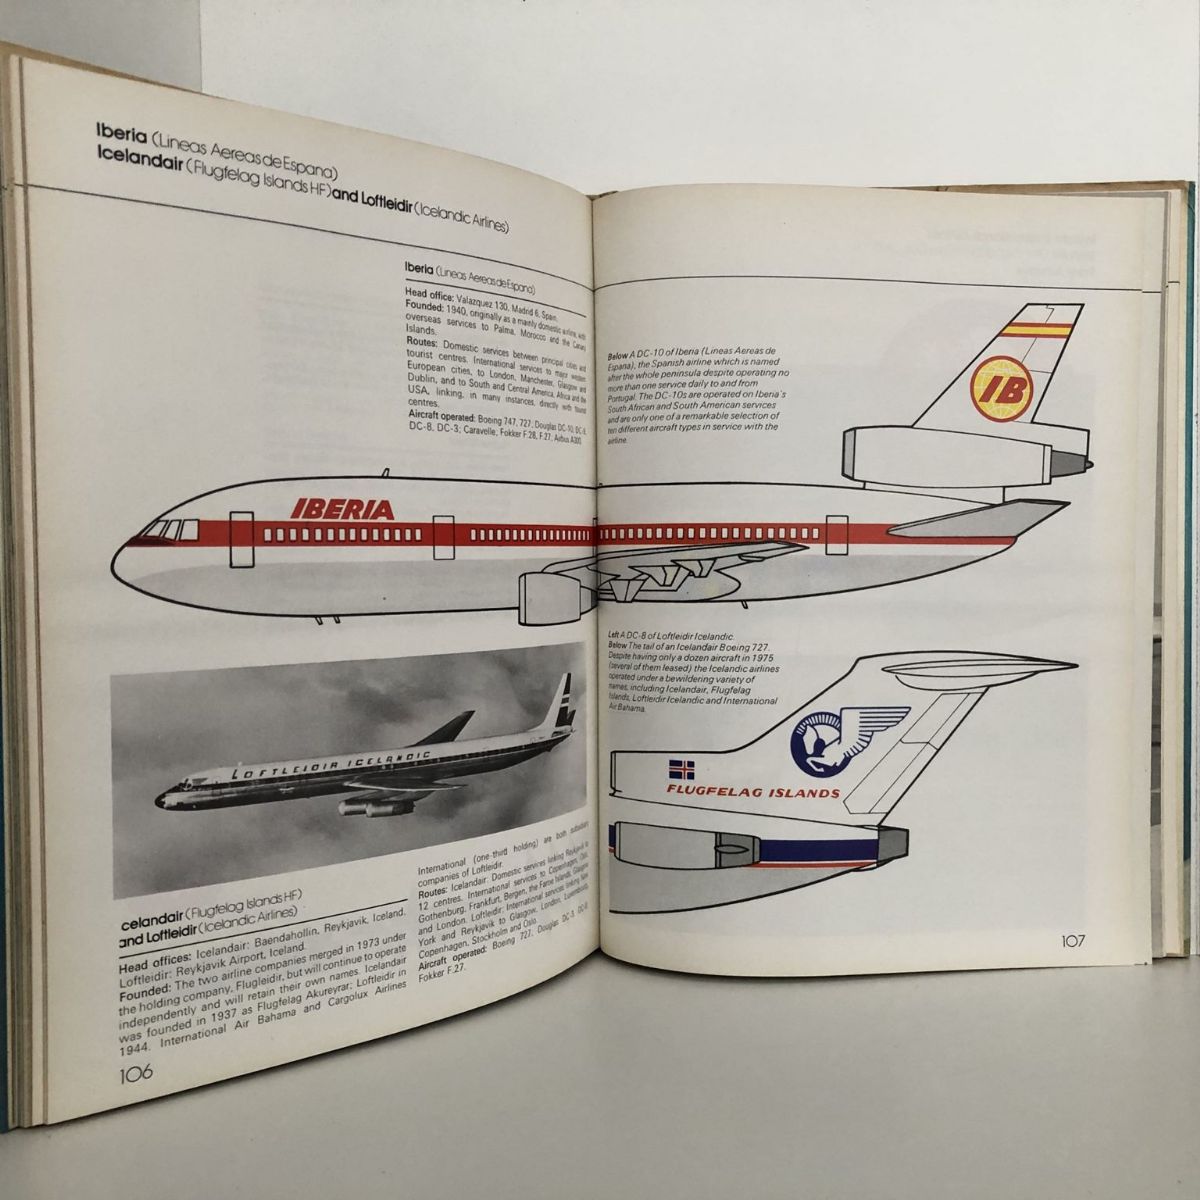 Iberia (Lineas Aereas de Espana)
Icelandair (Flugfelag Islands HF) and Loftleidir (Icelandic Airlines)
Iberia (Lineas Aereas de Espana)
Head office: Valazquez 130, Madrid 6, Spain.
Founded: 1940, originally as a mainly domestic airline, with
overseas services to Palma, Morocco and the Canary
Islands.
Routes: Domestic services between principal cities and
tourist centres. International services to major western
European cities, to London, Manchester, Glasgow and
Dublin, and to South and Central America, Africa and the
USA, linking, in many instances, directly with tourist
centres.
Aircraft operated: Boeing 747, 727, Douglas DC-10, DC-9,
DC-8, DC-3; Caravelle, Fokker F.28, F.27, Airbus A300.
IBERIA
LOFTLEIDIR ICELANDIC
celandair (Flugfelag Islands HF)
and Loftleidir (Icelandic Airlines)
Head offices: Icelandair: Baendahollin, Reykjavik, Iceland.
Loftleidir: Reykjavik Airport, Iceland.
Founded: The two airline companies merged in 1973 under
the holding company, Flugleidir, but will continue to operate
independently and will retain their own names. Icelandair
was founded in 1937 as Flugfelag Akureyrar; Loftleidir in
1944. International Air Bahama and Cargolux Airlines
International (one-third holding) are both subsidiary
companies of Loftleidir.
Routes: Icelandair: Domestic services linking Reykjavik to
12 centres. International services to Copenhagen, Oslo,
Gothenburg, Frankfurt, Bergen, the Faroe Islands, Glasgow
and London. Loftleidir: International services linking New
York and Reykjavik to Glasgow, London, Luxembourg,
Copenhagen, Stockholm and Oslo.
Aircraft operated: Boeing 727, Douglas DC-3, DC-8,
Fokker F.27.
106
Below A DC-10 of Iberia (Lineas Aereas de
Espana), the Spanish airline which is named
after the whole peninsula despite operating no
more than one service daily to and from
Portugal. The DC-10s are operated on Iberia's
South African and South American services
and are only one of a remarkable selection of
ten different aircraft types in service with the
airline.
IB
Left A DC-8 of Loftleidir Icelandic.
Below The tail of an Icelandair Boeing 727.
Despite having only a dozen aircraft in 1975
(several of them leased) the Icelandic airlines
operated under a bewildering variety of
names, including Icelandair, Flugfelag
Islands, Loftleidir Icelandic and International
Air Bahama.
FLUGFELAG ISLANDS
107